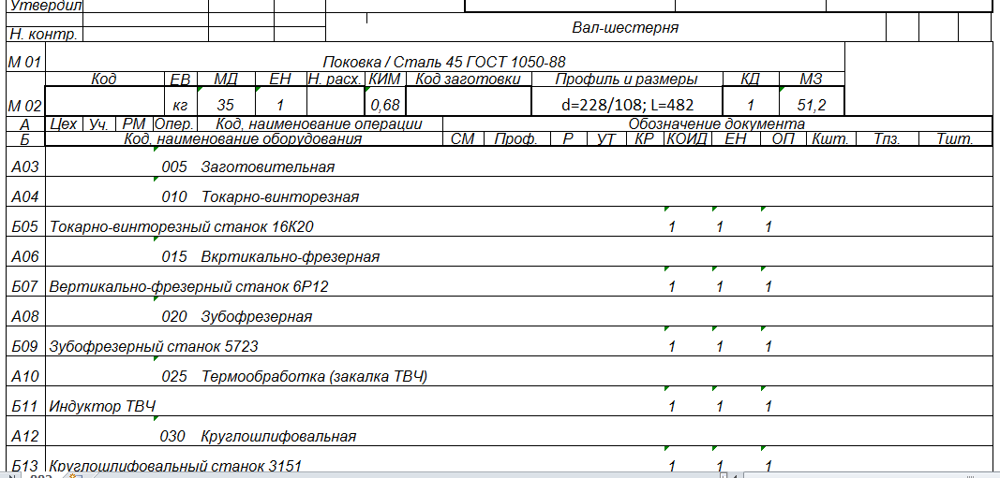 Утвердил
Н. контр.
Вал-шестерня
М 01 Поковка / Сталь 45 ГОСТ 1050-88
Код ЕВ МД ЕН Н. расх. КИМ Код заготовки Профиль и размеры КД МЗ
М 02 кг 35 1 0,68 d=228/108; L=482 1 51,2
А Цех Уч. РМ Опер. Код, наименование операции Обозначение документа
Б Код, наименование оборудования СМ Проф. Р УТ КР КОИД ЕН ОП Кшт. Тпз. Тшт.
А03 005 Заготовительная
А04 010 Токарно-винторезная
Б05 Токарно-винторезный станок 16К20 1 1 1
А06 015 Вкртикально-фрезерная
Б07 Вертикально-фрезерный станок 6Р12 1 1 1
А08 020 Зубофрезерная
Б09 Зубофрезерный станок 5723 1 1 1
А10 025 Термообработка (закалка ТВЧ)
Б11 Индуктор ТВЧ 1 1 1
А12 030 Круглошлифовальная
Б13 Круглошлифовальный станок 3151 1 1 1